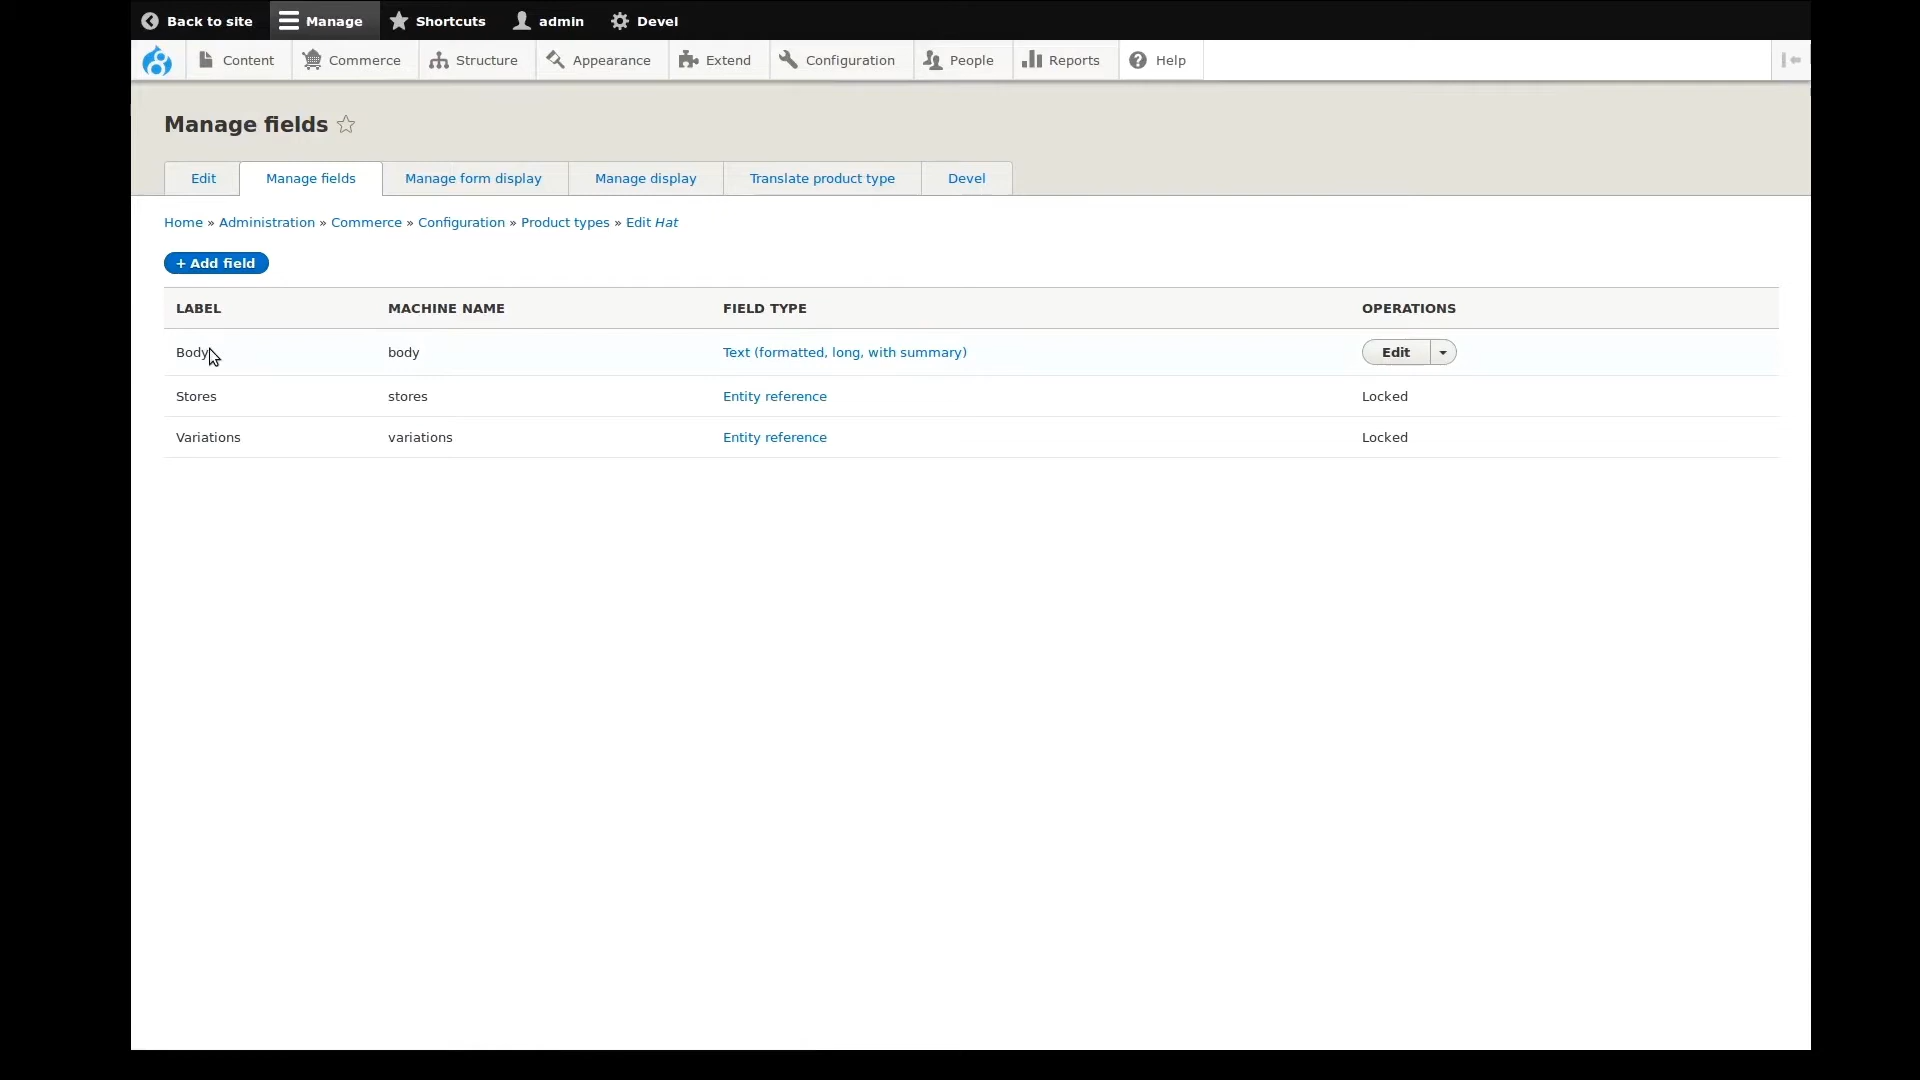 Back to site Manage Shortcuts admin Devel
Content Commerce Structure Appearance Extend Configuration People Reports Help
Manage fields
Edit Manage fields Manage form display Manage display Translate product type Devel
Home » Administration » Commerce » Configuration » Product types » Edit Hat
+ Add field
LABEL MACHINE NAME FIELD TYPE OPERATIONS
Body body Text (formatted, long, with summary) Edit
Stores stores Entity reference Locked
Variations variations Entity reference Locked